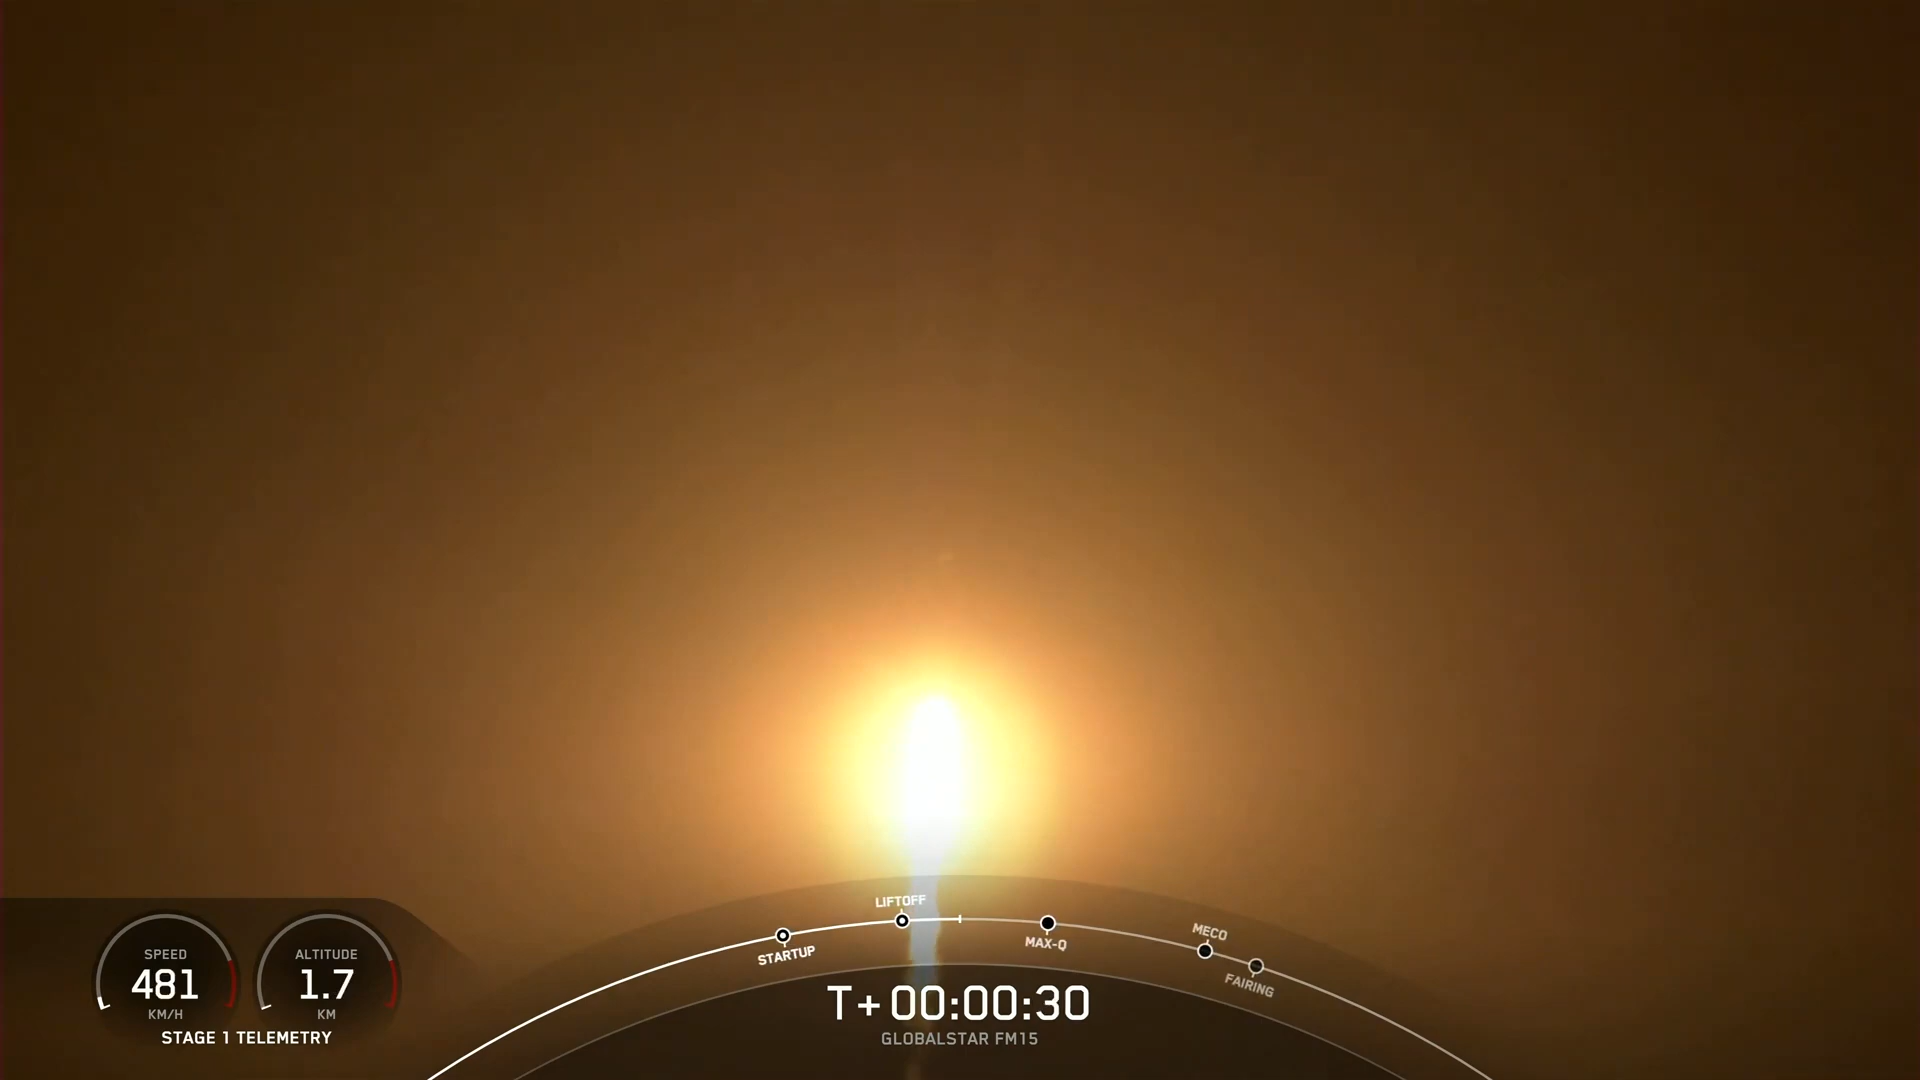 LIFTOFF
STARTUP
MAX-Q
MECO
FAIRING
SPEED
481
KM/H
ALTITUDE
1.7
KM
STAGE 1 TELEMETRY
T+00:00:30
GLOBALSTAR FM15